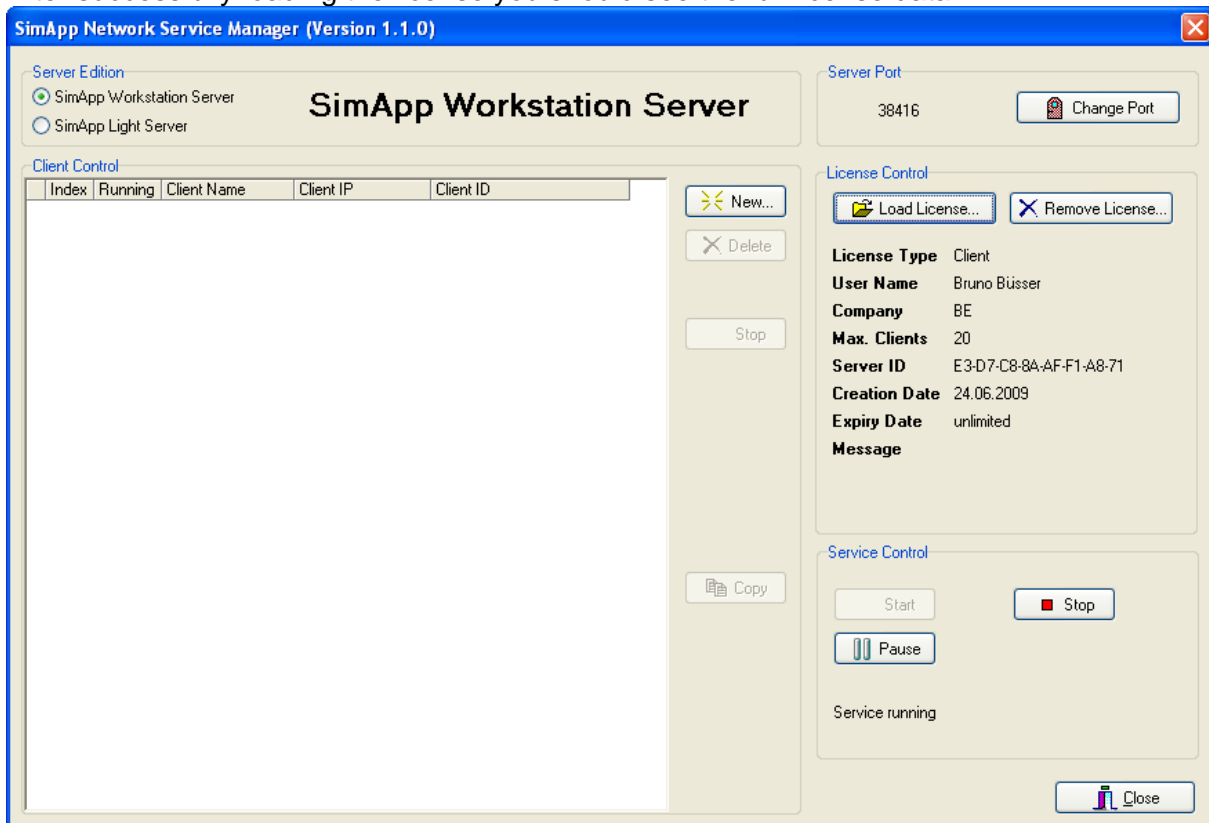 SimApp Network Service Manager (Version 1.1.0)
Server Edition
SimApp Workstation Server
SimApp Light Server
SimApp Workstation Server
Server Port
38416
Change Port
Client Control
Index Running Client Name Client IP Client ID
New...
Delete
Stop
Copy
License Control
Load License...
Remove License...
License Type Client
User Name Bruno Büsser
Company BE
Max. Clients 20
Server ID E3-D7-C8-8A-AF-F1-A8-71
Creation Date 24.06.2009
Expiry Date unlimited
Message
Service Control
Start
Stop
Pause
Service running
Close